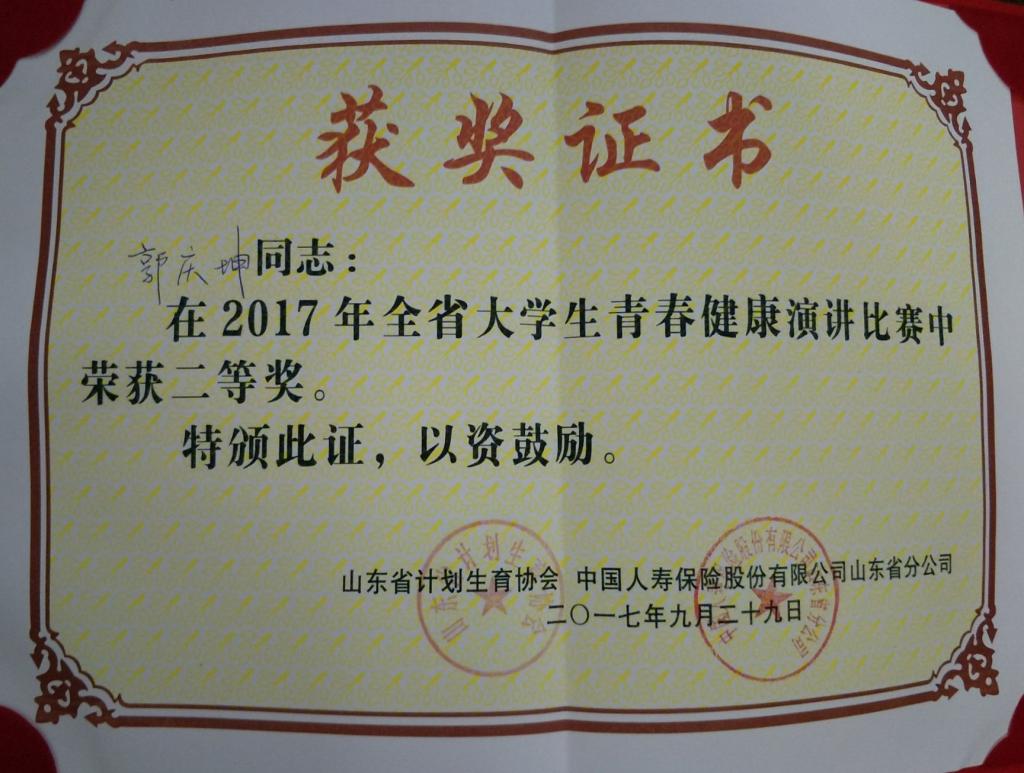 获奖证书
郭庆坤同志：
在2017年全省大学生青春健康演讲比赛中
荣获二等奖。
特颁此证，以资鼓励。
山东省计划生育协会 中国人寿保险股份有限公司山东省分公司
二〇一七年九月二十九日